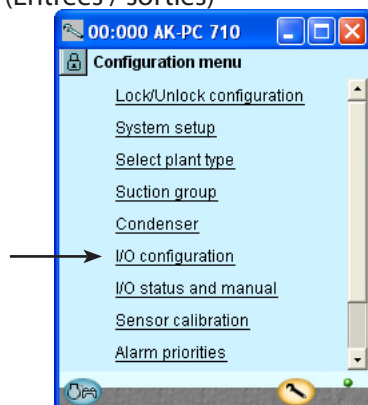 (Entrées / sorties)
00:000 AK-PC 710
Configuration menu
Lock/Unlock configuration
System setup
Select plant type
Suction group
Condenser
I/O configuration
I/O status and manual
Sensor calibration
Alarm priorities